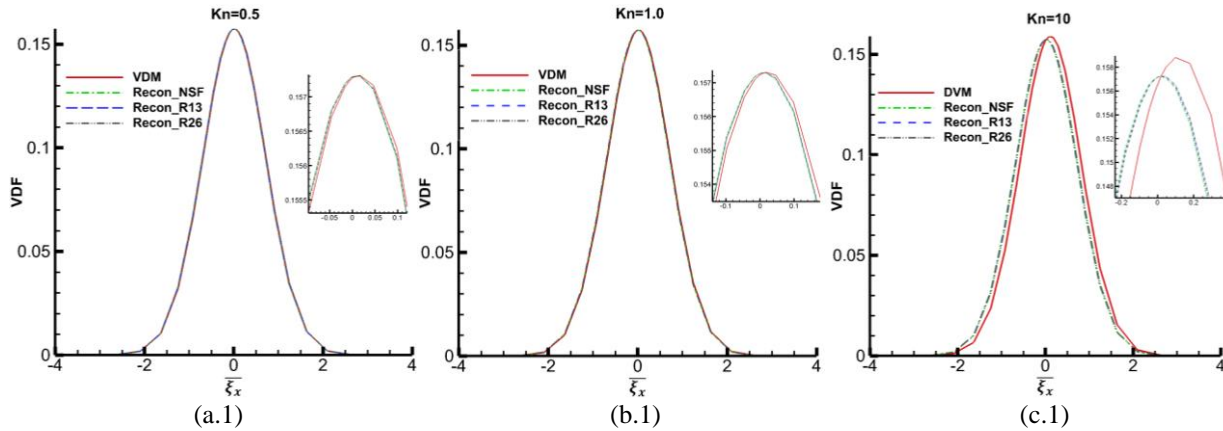 Kn=0.5
0.15
0.1
0.05
0
VDF
VDM
Recon_NSF
Recon_R13
Recon_R26
0.157
0.1565
0.156
0.1555
-0.05
0
0.05
0.1
-4
-2
0
2
4
ξx
(a.1)
Kn=1.0
0.15
0.1
0.05
0
VDF
VDM
Recon_NSF
Recon_R13
Recon_R26
0.157
0.156
0.155
0.154
-0.1
0
0.1
-4
-2
0
2
4
ξx
(b.1)
Kn=10
0.15
0.1
0.05
0
VDF
DVM
Recon_NSF
Recon_R13
Recon_R26
0.158
0.156
0.154
0.152
0.15
0.148
-0.2
0
0.2
-4
-2
0
2
4
ξx
(c.1)